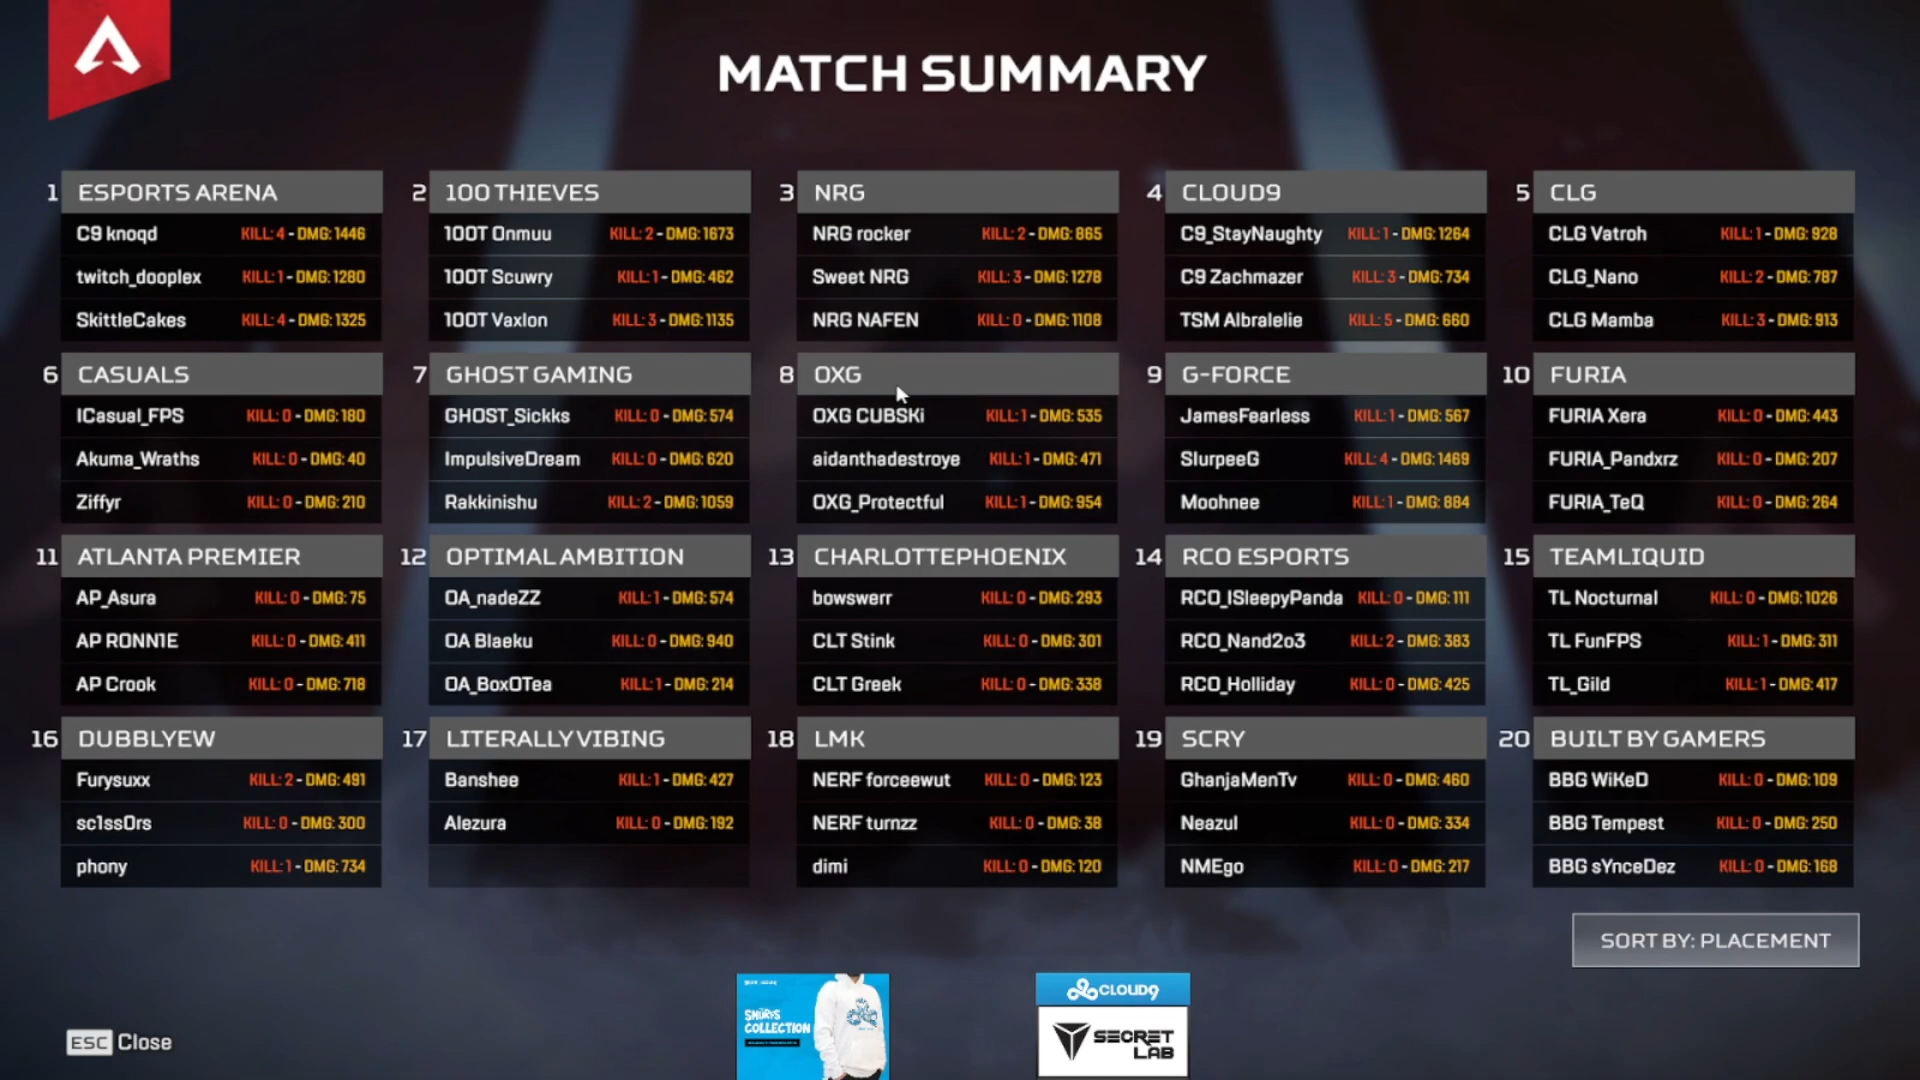 MATCH SUMMARY
1 ESPORTS ARENA
C9 knoqd KILL: 4 - DMG: 1446
twitch_dooplex KILL: 1 - DMG: 1280
SkittleCakes KILL: 4 - DMG: 1325
2 100 THIEVES
100T Onmuu KILL: 2 - DMG: 1673
100T Scuwry KILL: 1 - DMG: 462
100T Vaxlon KILL: 3 - DMG: 1135
3 NRG
NRG rocker KILL: 2 - DMG: 865
Sweet NRG KILL: 3 - DMG: 1278
NRG NAFEN KILL: 0 - DMG: 1108
4 CLOUD9
C9_StayNaughty KILL: 1 - DMG: 1264
C9 Zachmazer KILL: 3 - DMG: 734
TSM Albralelie KILL: 5 - DMG: 660
5 CLG
CLG Vatroh KILL: 1 - DMG: 928
CLG_Nano KILL: 2 - DMG: 787
CLG Mamba KILL: 3 - DMG: 913
6 CASUALS
ICasual_FPS KILL: 0 - DMG: 180
Akuma_Wraths KILL: 0 - DMG: 40
Ziffyr KILL: 0 - DMG: 210
7 GHOST GAMING
GHOST_Sickks KILL: 0 - DMG: 574
ImpulsiveDream KILL: 0 - DMG: 620
Rakkinishu KILL: 2 - DMG: 1059
8 OXG
OXG CUBSKi KILL: 1 - DMG: 535
aidanthadestroye KILL: 1 - DMG: 471
OXG_Protectful KILL: 1 - DMG: 954
9 G-FORCE
JamesFearless KILL: 1 - DMG: 567
SlurpeeG KILL: 4 - DMG: 1469
Moohnee KILL: 1 - DMG: 884
10 FURIA
FURIA Xera KILL: 0 - DMG: 443
FURIA_Pandxrz KILL: 0 - DMG: 207
FURIA_TeQ KILL: 0 - DMG: 264
11 ATLANTA PREMIER
AP_Asura KILL: 0 - DMG: 75
AP RONN1E KILL: 0 - DMG: 411
AP Crook KILL: 0 - DMG: 718
12 OPTIMAL AMBITION
OA_nadeZZ KILL: 1 - DMG: 574
OA Blaeku KILL: 0 - DMG: 940
OA_BoxOTea KILL: 1 - DMG: 214
13 CHARLOTTEPHOENIX
bowswerr KILL: 0 - DMG: 293
CLT Stink KILL: 0 - DMG: 301
CLT Greek KILL: 0 - DMG: 338
14 RCO ESPORTS
RCO_ISleepyPanda KILL: 0 - DMG: 111
RCO_Nand2o3 KILL: 2 - DMG: 383
RCO_Holliday KILL: 0 - DMG: 425
15 TEAMLIQUID
TL Nocturnal KILL: 0 - DMG: 1026
TL FunFPS KILL: 1 - DMG: 311
TL_Gild KILL: 1 - DMG: 417
16 DUBBLYEW
Furysuxx KILL: 2 - DMG: 491
sc1ss0rs KILL: 0 - DMG: 300
phony KILL: 1 - DMG: 734
17 LITERALLY VIBING
Banshee KILL: 1 - DMG: 427
Alezura KILL: 0 - DMG: 192
18 LMK
NERF forceewut KILL: 0 - DMG: 123
NERF turnzz KILL: 0 - DMG: 38
dimi KILL: 0 - DMG: 120
19 SCRY
GhanjaMenTv KILL: 0 - DMG: 460
Neazul KILL: 0 - DMG: 334
NMEgo KILL: 0 - DMG: 217
20 BUILT BY GAMERS
BBG WiKeD KILL: 0 - DMG: 109
BBG Tempest KILL: 0 - DMG: 250
BBG sYnceDez KILL: 0 - DMG: 168
SORT BY: PLACEMENT
SMURFS
COLLECTION
CLOUD9
SECRET
LAB
ESC Close